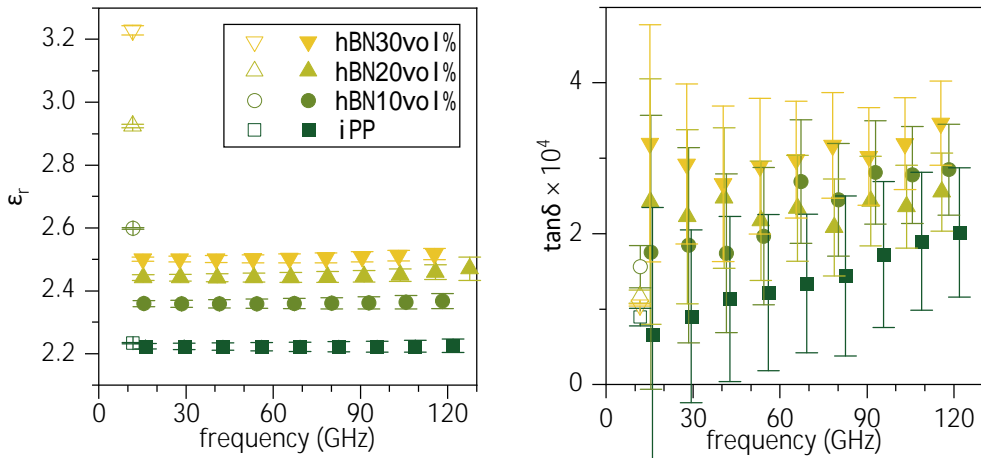 3.2
3.0
2.8
2.6
2.4
2.2
εr
0 30 60 90 120
frequency (GHz)
hBN30vol%
hBN20vol%
hBN10vol%
iPP
4
2
0
tanδ × 10⁴
0 30 60 90 120
frequency (GHz)